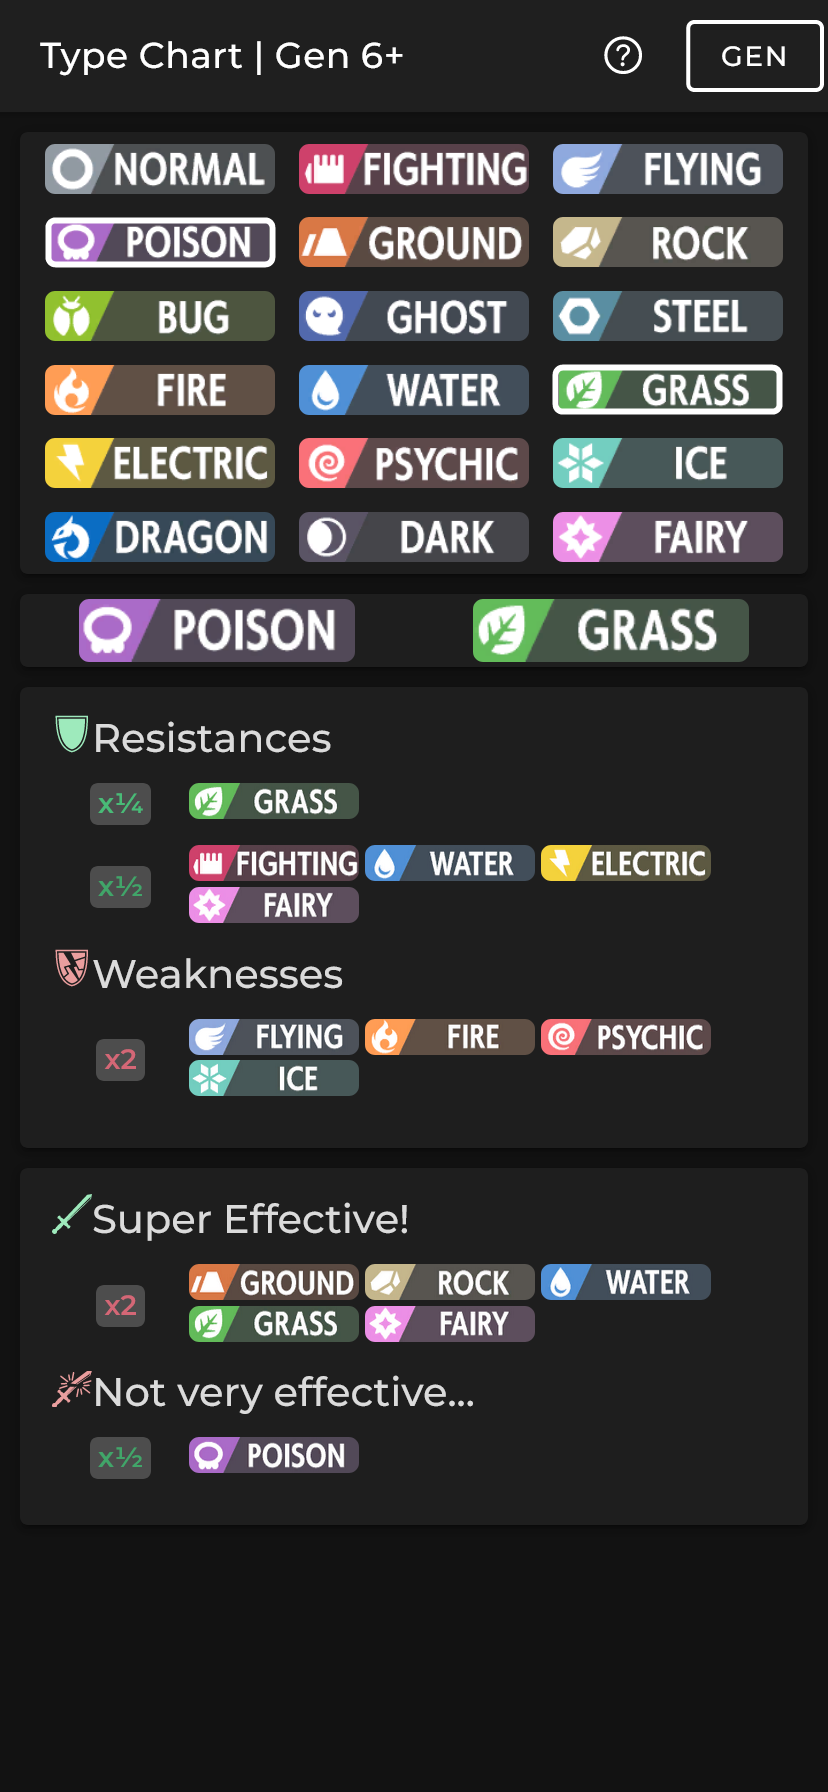 Type Chart | Gen 6+
?
GEN
NORMAL FIGHTING FLYING
POISON GROUND ROCK
BUG GHOST STEEL
FIRE WATER GRASS
ELECTRIC PSYCHIC ICE
DRAGON DARK FAIRY
POISON GRASS
Resistances
x¼ GRASS
x½ FIGHTING WATER ELECTRIC
FAIRY
Weaknesses
x2 FLYING FIRE PSYCHIC
ICE
Super Effective!
x2 GROUND ROCK WATER
GRASS FAIRY
Not very effective...
x½ POISON